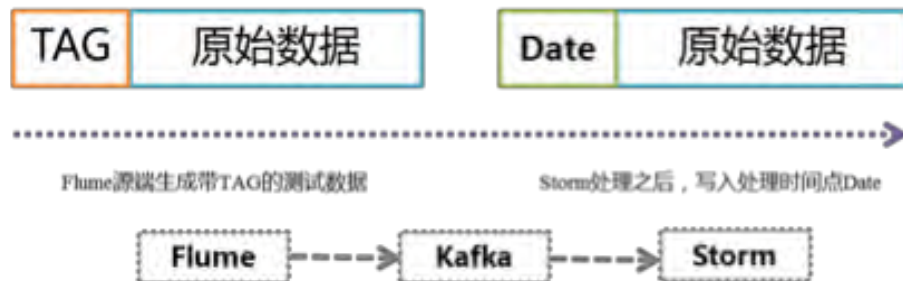 TAG 原始数据 Date 原始数据
Flume源端生成带TAG的测试数据 Storm处理之后，写入处理时间点Date
Flume Kafka Storm